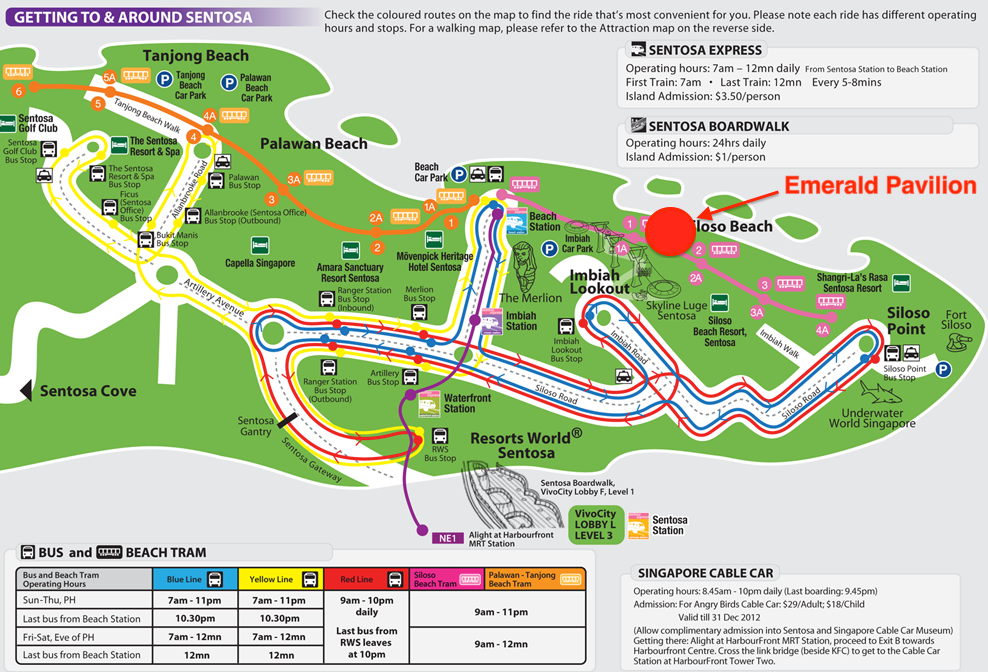 GETTING TO & AROUND SENTOSA
Check the coloured routes on the map to find the ride that's most convenient for you. Please note each ride has different operating
hours and stops. For a walking map, please refer to the Attraction map on the reverse side.
SENTOSA EXPRESS
Operating hours: 7am – 12mn daily From Sentosa Station to Beach Station
First Train: 7am • Last Train: 12mn Every 5-8mins
Island Admission: $3.50/person
SENTOSA BOARDWALK
Operating hours: 24hrs daily
Island Admission: $1/person
Tanjong Beach
6
5A
5
P
Tanjong
Beach
Car Park
P
Palawan
Beach
Car Park
Tanjong Beach Walk
4A
4
Sentosa
Golf Club
Sentosa
Golf Club
Bus Stop
The Sentosa
Resort & Spa
The Sentosa
Resort & Spa
Bus Stop
Ficus
(Sentosa
Office)
Bus Stop
Palawan Beach
Allanbrooke Road
Palawan
Bus Stop
Allanbrooke (Sentosa Office)
Bus Stop (Outbound)
Bukit Manis
Bus Stop
3A
3
2A
2
1A
1
Beach
Car Park
P
Emerald Pavilion
Beach
Station
P
Imbiah
Car Park
1
1A
iloso Beach
2
2A
3
3A
4A
Capella Singapore
Amara Sanctuary
Resort Sentosa
Mövenpick Heritage
Hotel Sentosa
Imbiah
Lookout
The Merlion
Skyline Luge
Sentosa
Shangri-La's Rasa
Sentosa Resort
Siloso
Beach Resort,
Sentosa
Siloso
Point
Fort
Siloso
Artillery Avenue
Ranger Station
Bus Stop
(Inbound)
Merlion
Bus Stop
Imbiah
Station
Imbiah
Lookout
Bus Stop
Imbiah Road
Imbiah Walk
Siloso Point
Bus Stop
P
Sentosa Cove
Ranger Station
Bus Stop
(Outbound)
Artillery
Bus Stop
Waterfront
Station
Siloso Road
Siloso Road
Underwater
World Singapore
Sentosa
Gantry
Sentosa Gateway
RWS
Bus Stop
Resorts World®
Sentosa
Sentosa Boardwalk,
VivoCity Lobby F, Level 1
NE1
Alight at Harbourfront
MRT Station
VivoCity
LOBBY L
LEVEL 3
Sentosa
Station
BUS and BEACH TRAM
Bus and Beach Tram
Operating Hours
Blue Line
Yellow Line
Red Line
Siloso
Beach Tram
Palawan - Tanjong
Beach Tram
Sun-Thu, PH
7am - 11pm
7am - 11pm
9am - 10pm
daily
9am - 11pm
Last bus from Beach Station
10.30pm
10.30pm
Fri-Sat, Eve of PH
7am - 12mn
7am - 12mn
Last bus from
RWS leaves
at 10pm
9am - 12mn
Last bus from Beach Station
12mn
12mn
SINGAPORE CABLE CAR
Operating hours: 8.45am - 10pm daily (Last boarding: 9.45pm)
Admission: For Angry Birds Cable Car: $29/Adult; $18/Child
Valid till 31 Dec 2012
(Allow complimentary admission into Sentosa and Singapore Cable Car Museum)
Getting there: Alight at HarbourFront MRT Station, proceed to Exit B towards
Harbourfront Centre. Cross the link bridge (beside KFC) to get to the Cable Car
Station at HarbourFront Tower Two.